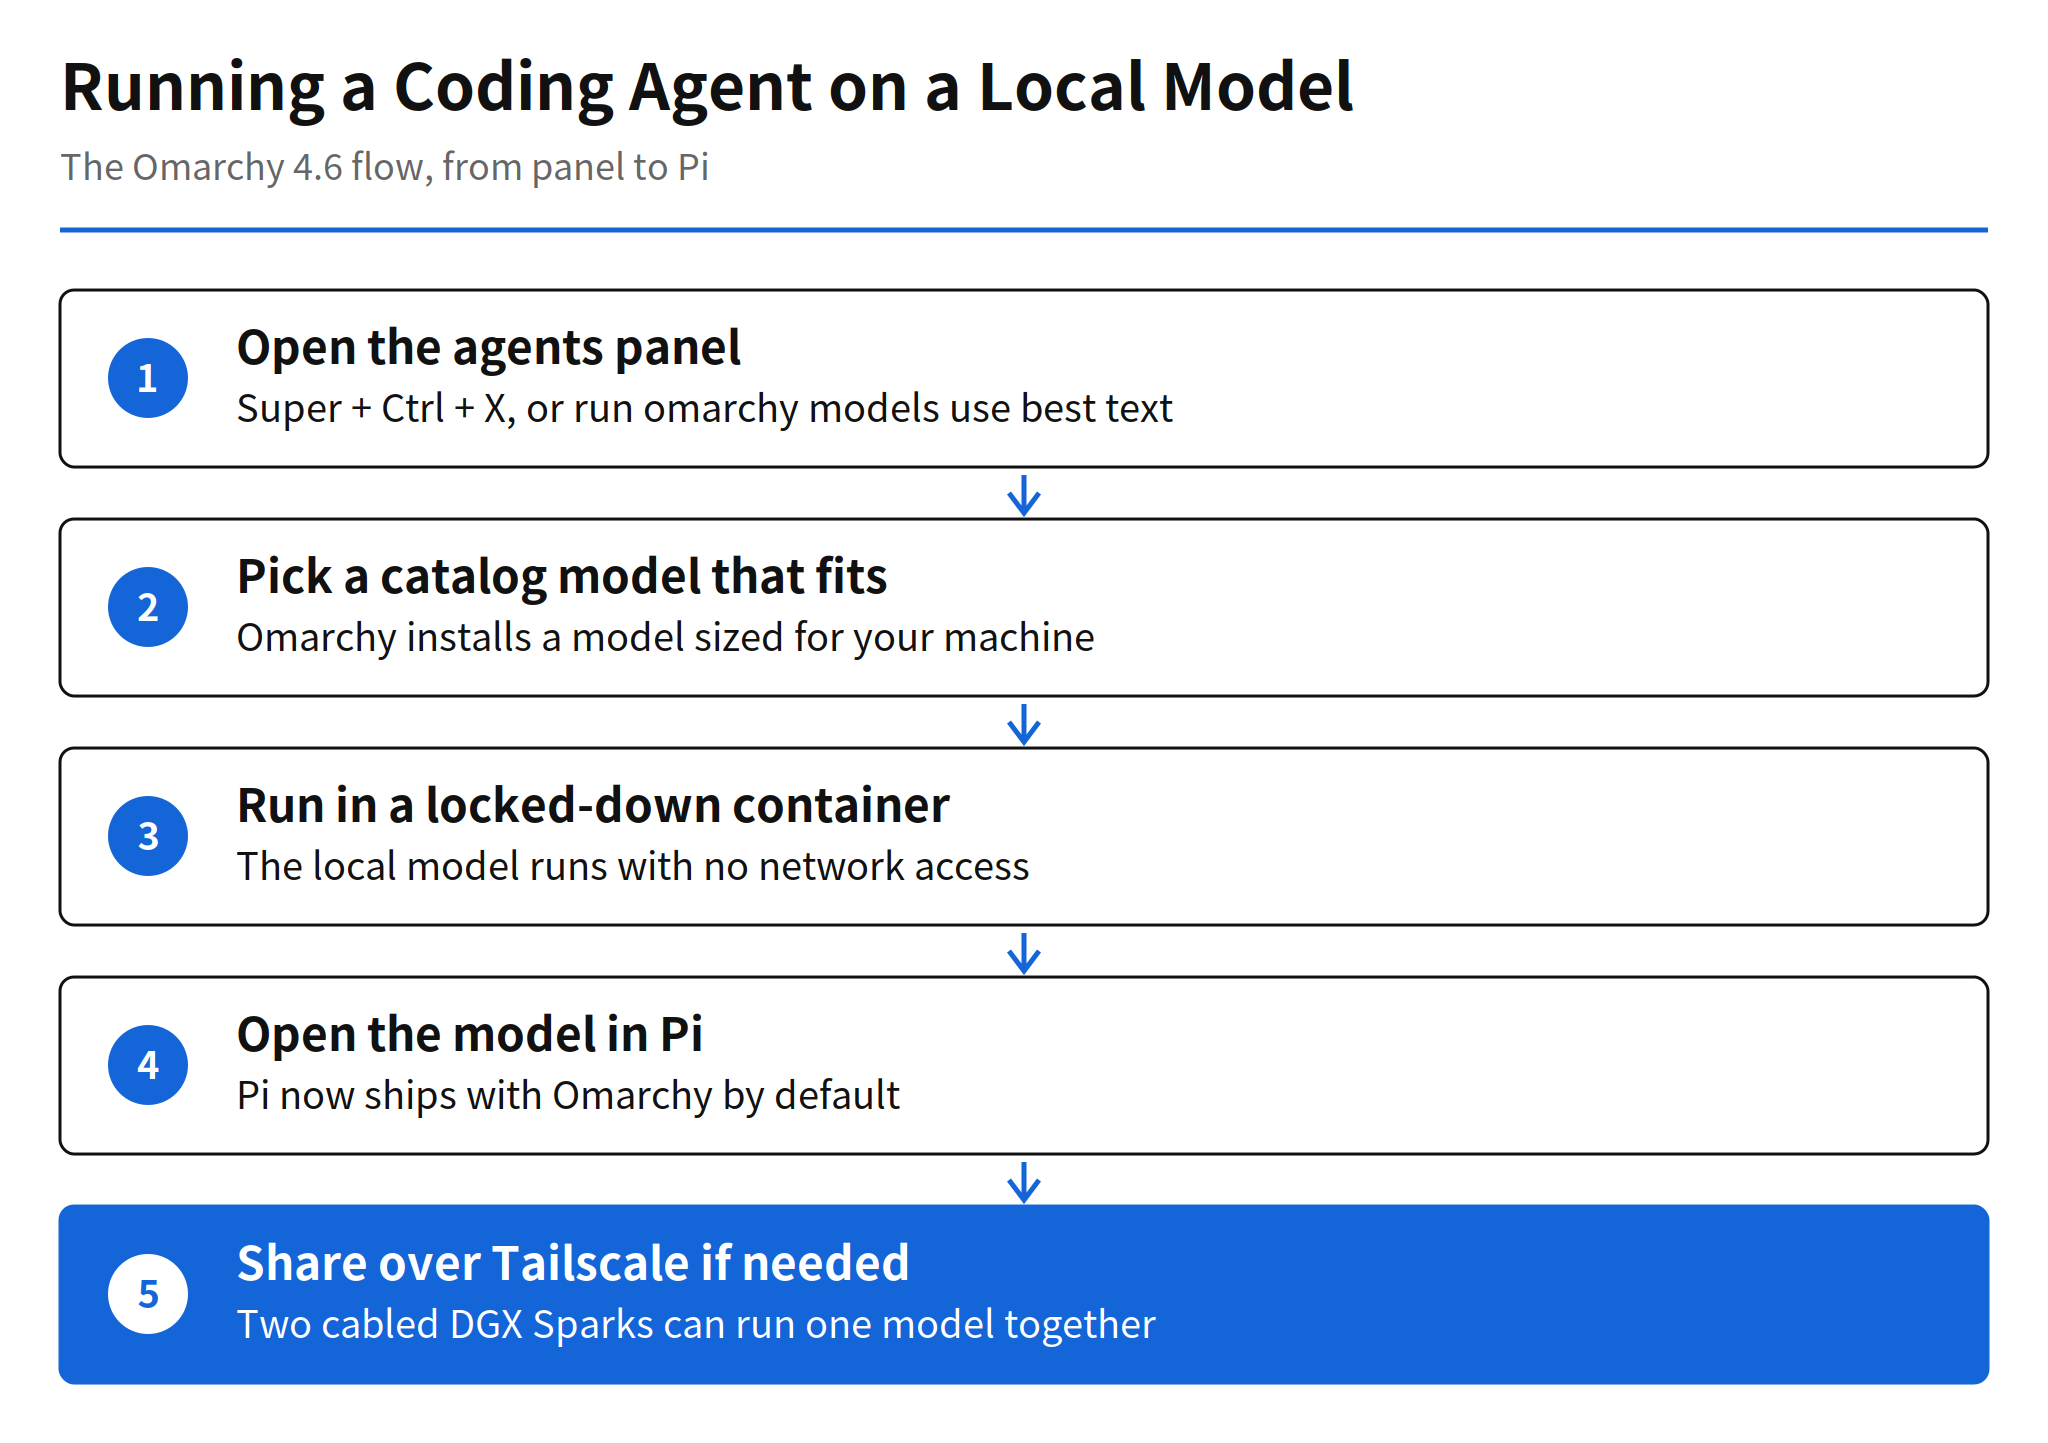 Running a Coding Agent on a Local Model
The Omarchy 4.6 flow, from panel to Pi
1
Open the agents panel
Super + Ctrl + X, or run omarchy models use best text
2
Pick a catalog model that fits
Omarchy installs a model sized for your machine
3
Run in a locked-down container
The local model runs with no network access
4
Open the model in Pi
Pi now ships with Omarchy by default
5
Share over Tailscale if needed
Two cabled DGX Sparks can run one model together